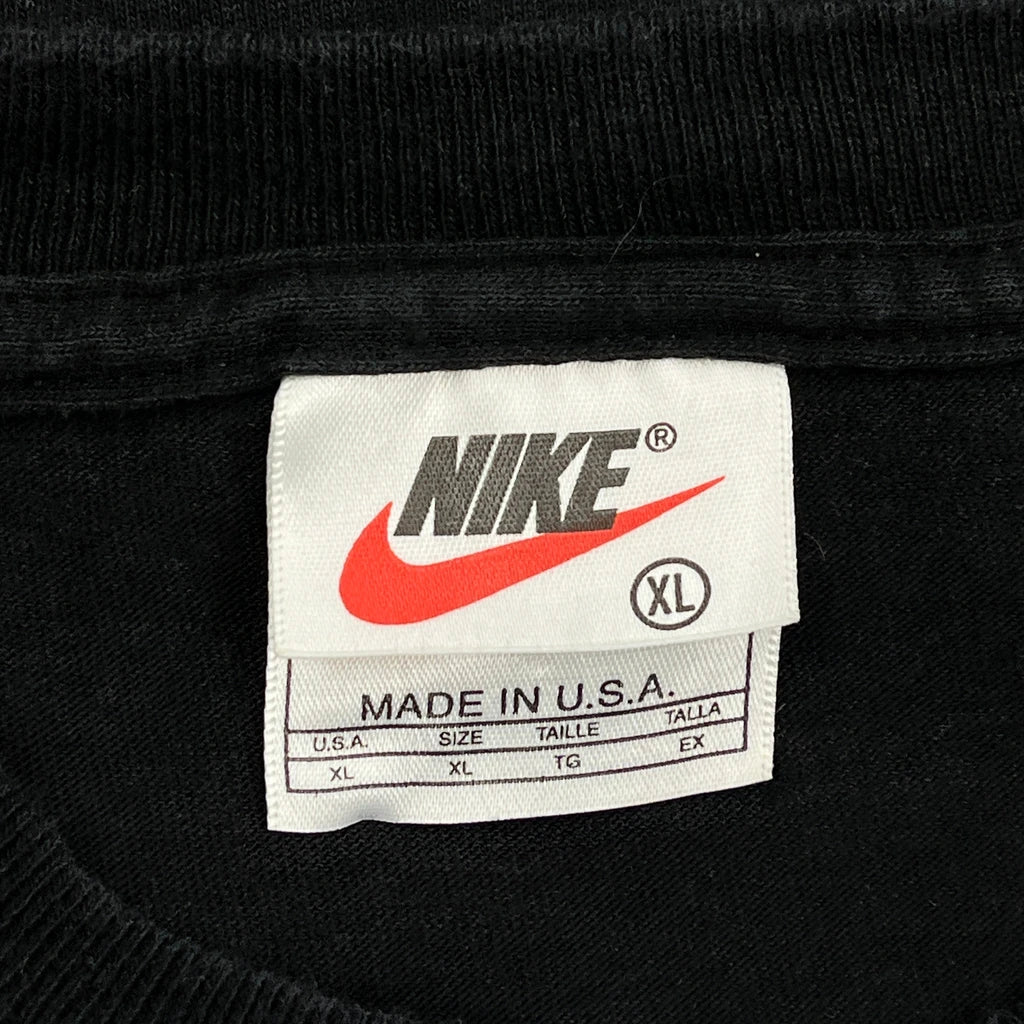 NIKE®
XL
MADE IN U.S.A.
U.S.A. SIZE TAILLE TALLA
XL XL TG EX